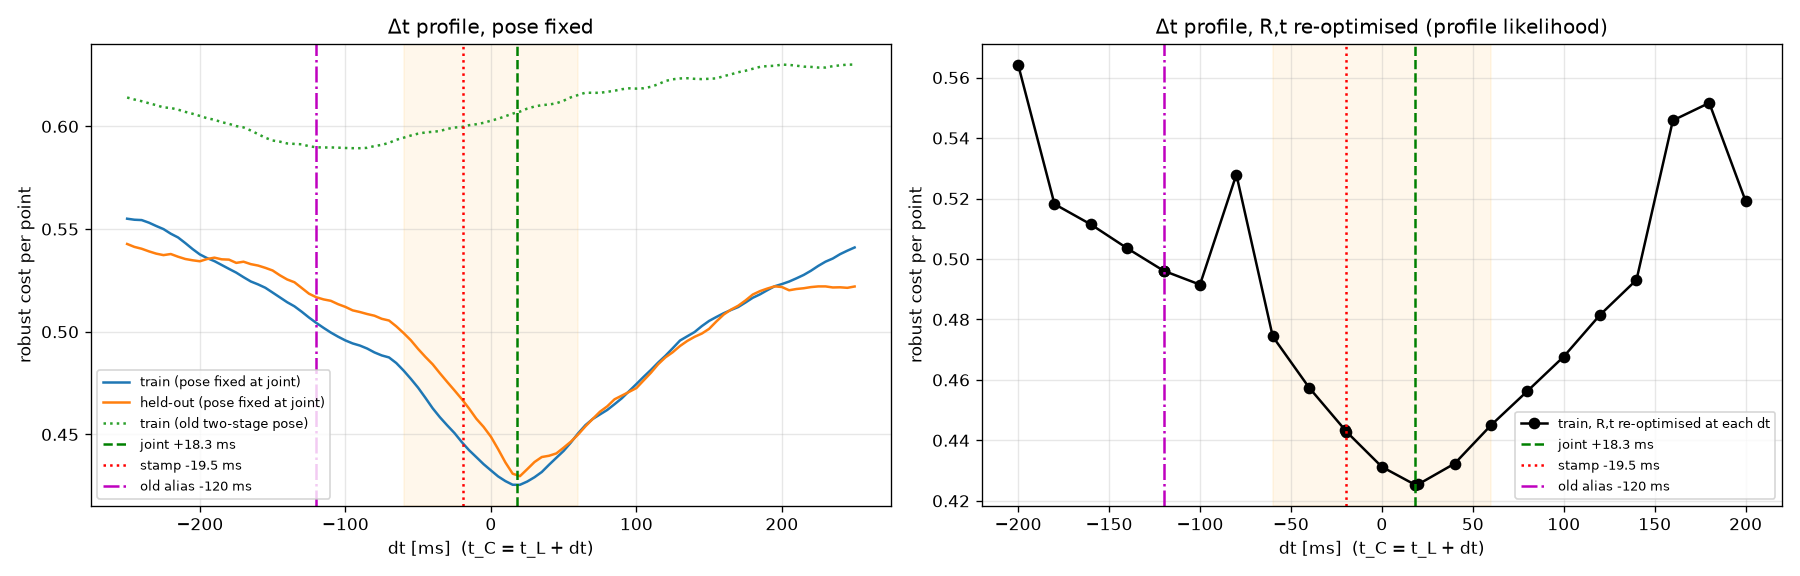 Δt profile, pose fixed
robust cost per point
0.60
0.55
0.50
0.45
train (pose fixed at joint)
held-out (pose fixed at joint)
train (old two-stage pose)
joint +18.3 ms
stamp -19.5 ms
old alias -120 ms
−200
−100
0
100
200
dt [ms]  (t_C = t_L + dt)
Δt profile, R,t re-optimised (profile likelihood)
robust cost per point
0.56
0.54
0.52
0.50
0.48
0.46
0.44
0.42
train, R,t re-optimised at each dt
joint +18.3 ms
stamp -19.5 ms
old alias -120 ms
−200
−150
−100
−50
0
50
100
150
200
dt [ms]  (t_C = t_L + dt)